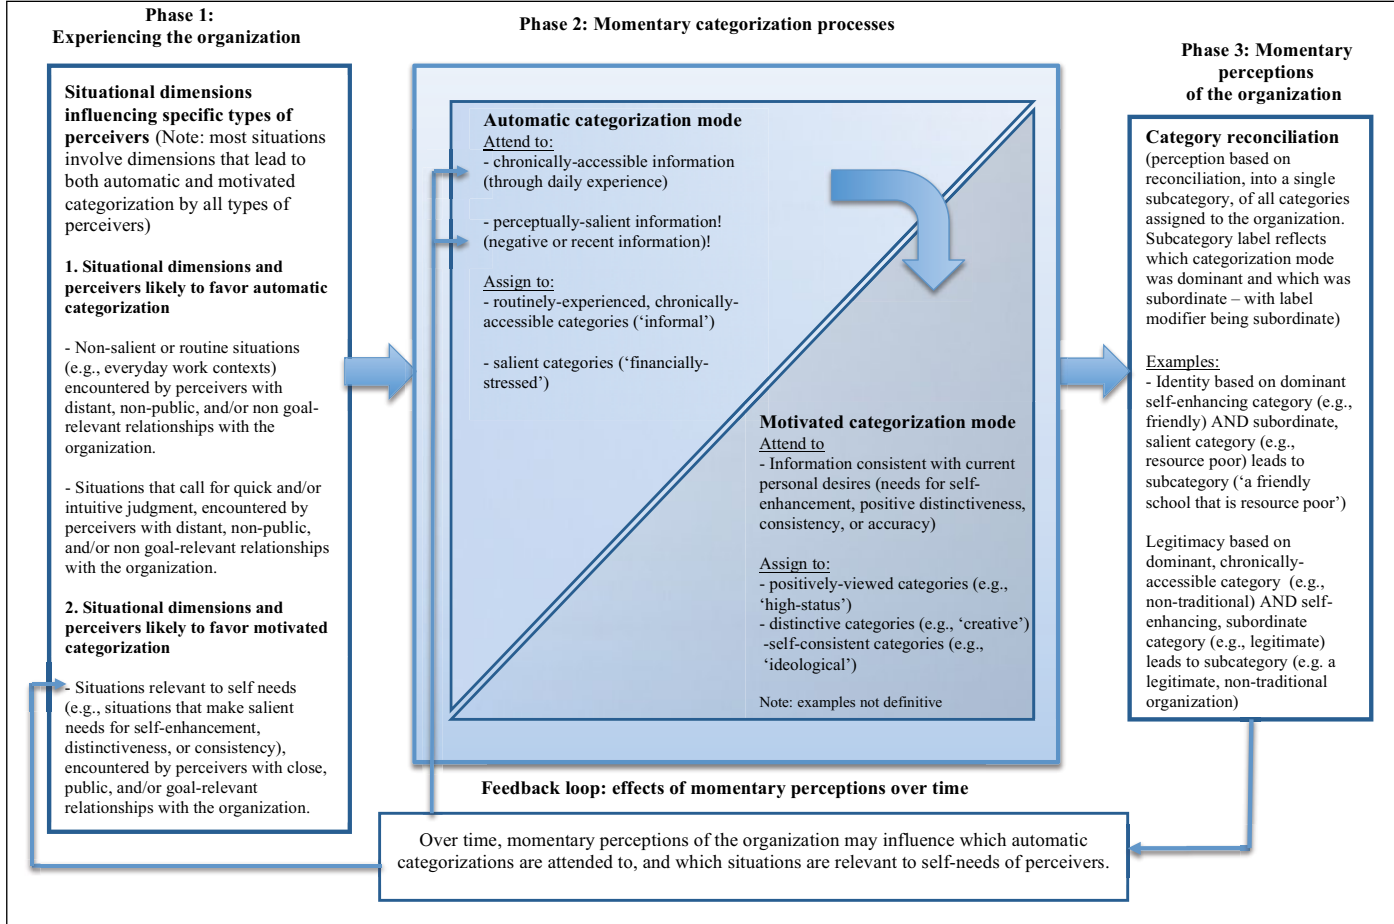 Phase 1:
Experiencing the organization
Situational dimensions
influencing specific types of
perceivers (Note: most situations
involve dimensions that lead to
both automatic and motivated
categorization by all types of
perceivers)
1. Situational dimensions and
perceivers likely to favor automatic
categorization
- Non-salient or routine situations
(e.g., everyday work contexts)
encountered by perceivers with
distant, non-public, and/or non goal-
relevant relationships with the
organization.
- Situations that call for quick and/or
intuitive judgment, encountered by
perceivers with distant, non-public,
and/or non goal-relevant relationships
with the organization.
2. Situational dimensions and
perceivers likely to favor motivated
categorization
- Situations relevant to self needs
(e.g., situations that make salient
needs for self-enhancement,
distinctiveness, or consistency),
encountered by perceivers with close,
public, and/or goal-relevant
relationships with the organization.
Phase 2: Momentary categorization processes
Automatic categorization mode
Attend to:
- chronically-accessible information
(through daily experience)
- perceptually-salient information!
(negative or recent information)!
Assign to:
- routinely-experienced, chronically-
accessible categories (‘informal’)
- salient categories (‘financially-
stressed’)
Motivated categorization mode
Attend to
- Information consistent with current
personal desires (needs for self-
enhancement, positive distinctiveness,
consistency, or accuracy)
Assign to:
- positively-viewed categories (e.g.,
‘high-status’)
- distinctive categories (e.g., ‘creative’)
-self-consistent categories (e.g.,
‘ideological’)
Note: examples not definitive
Phase 3: Momentary
perceptions
of the organization
Category reconciliation
(perception based on
reconciliation, into a single
subcategory, of all categories
assigned to the organization.
Subcategory label reflects
which categorization mode
was dominant and which was
subordinate – with label
modifier being subordinate)
Examples:
- Identity based on dominant
self-enhancing category (e.g.,
friendly) AND subordinate,
salient category (e.g.,
resource poor) leads to
subcategory (‘a friendly
school that is resource poor’)
Legitimacy based on
dominant, chronically-
accessible category (e.g.,
non-traditional) AND self-
enhancing, subordinate
category (e.g., legitimate)
leads to subcategory (e.g. a
legitimate, non-traditional
organization)
Feedback loop: effects of momentary perceptions over time
Over time, momentary perceptions of the organization may influence which automatic
categorizations are attended to, and which situations are relevant to self-needs of perceivers.